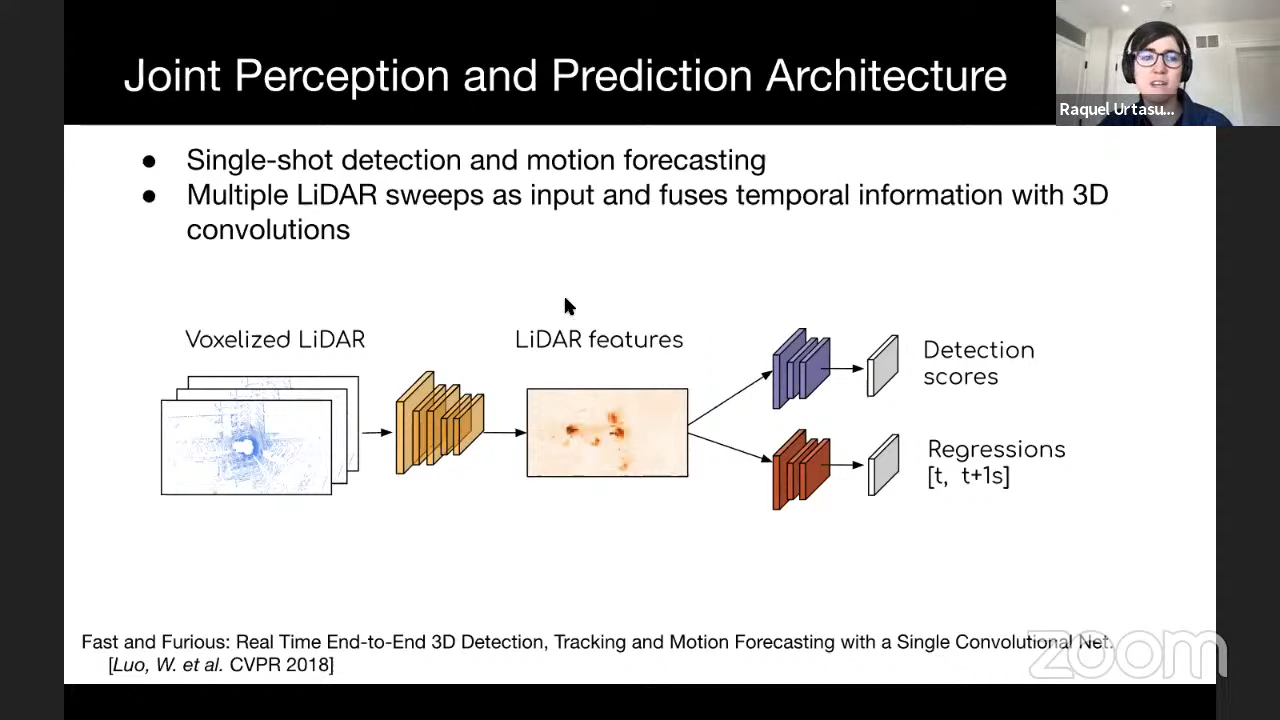 Joint Perception and Prediction Architecture
Raquel Urtasu...
● Single-shot detection and motion forecasting
● Multiple LiDAR sweeps as input and fuses temporal information with 3D
convolutions
Voxelized LiDAR
LiDAR features
Detection
scores
Regressions
[t, t+1s]
Fast and Furious: Real Time End-to-End 3D Detection, Tracking and Motion Forecasting with a Single Convolutional Net.
[Luo, W. et al. CVPR 2018]
zoom